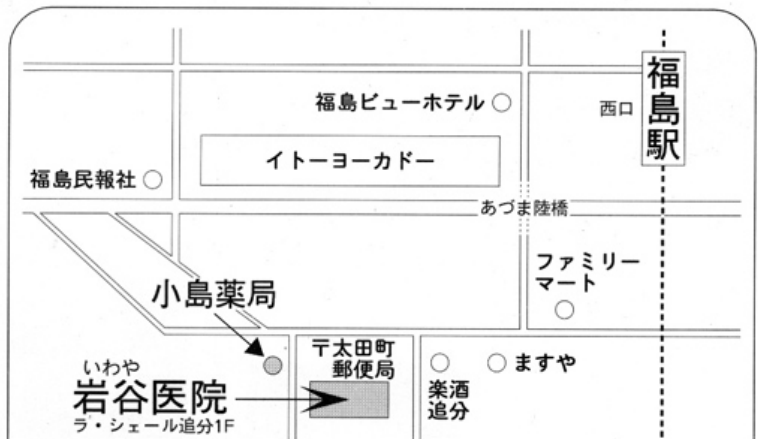 福島駅
西口
福島ビューホテル
イトーヨーカドー
福島民報社
あづま陸橋
ファミリー
マート
小島薬局
〒太田町
郵便局
ますや
楽酒
追分
いわや
岩谷医院
ラ・シェール追分1F